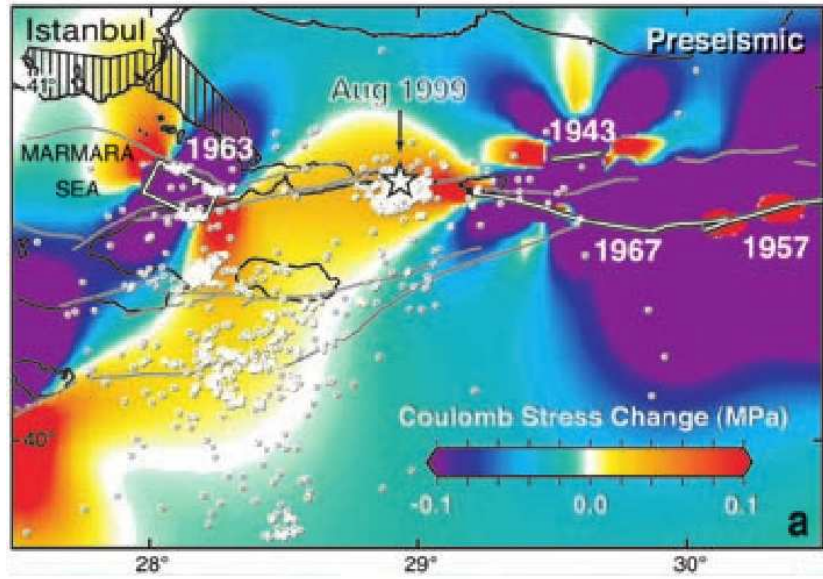 Istanbul
Preseismic
41°
Aug 1999
1943
1963
MARMARA
SEA
1967
1957
Coulomb Stress Change (MPa)
40°
-0.1
0.0
0.1
a
28°
29°
30°